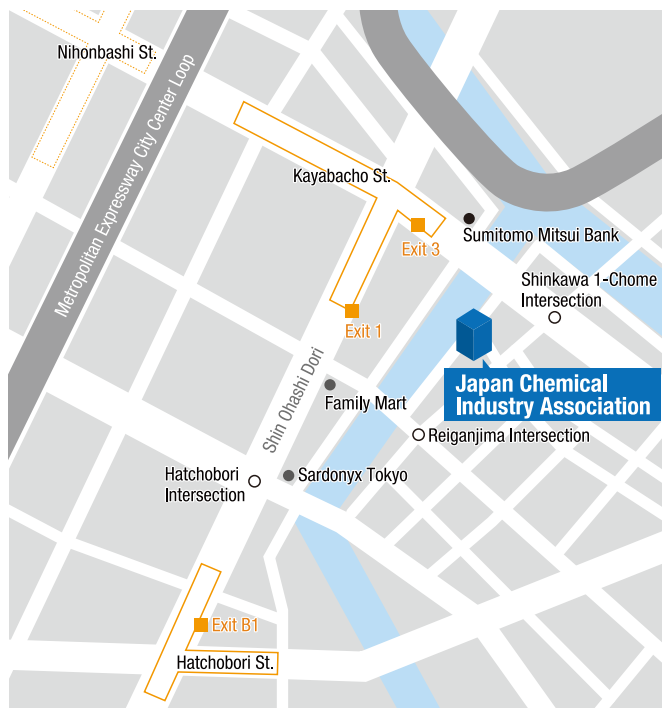 Nihonbashi St.
Metropolitan Expressway City Center Loop
Kayabacho St.
Exit 3
Sumitomo Mitsui Bank
Shinkawa 1-Chome
Intersection
Exit 1
Shin Ohashi Dori
Japan Chemical
Industry Association
Family Mart
Reiganjima Intersection
Hatchobori
Intersection
Sardonyx Tokyo
Exit B1
Hatchobori St.